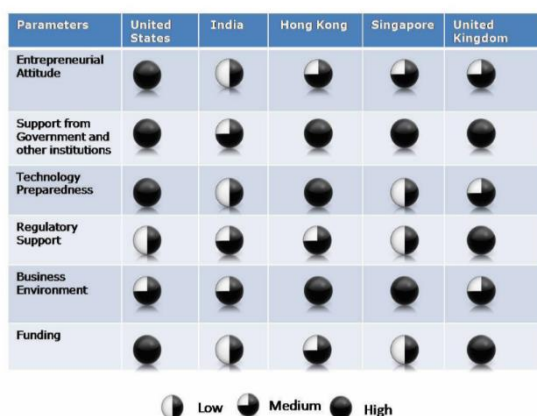 Parameters United States India Hong Kong Singapore United Kingdom
Entrepreneurial
Attitude
Support from
Government and
other institutions
Technology
Preparedness
Regulatory
Support
Business
Environment
Funding
Low Medium High